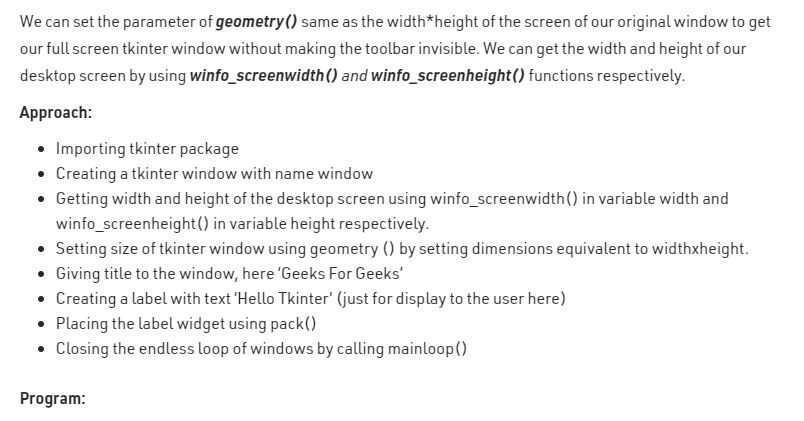 We can set the parameter of geometry() same as the width*height of the screen of our original window to get
our full screen tkinter window without making the toolbar invisible. We can get the width and height of our
desktop screen by using winfo_screenwidth() and winfo_screenheight() functions respectively.
Approach:
• Importing tkinter package
• Creating a tkinter window with name window
• Getting width and height of the desktop screen using winfo_screenwidth() in variable width and
winfo_screenheight() in variable height respectively.
• Setting size of tkinter window using geometry () by setting dimensions equivalent to widthxheight.
• Giving title to the window, here ‘Geeks For Geeks’
• Creating a label with text ‘Hello Tkinter’ (just for display to the user here)
• Placing the label widget using pack()
• Closing the endless loop of windows by calling mainloop()
Program: